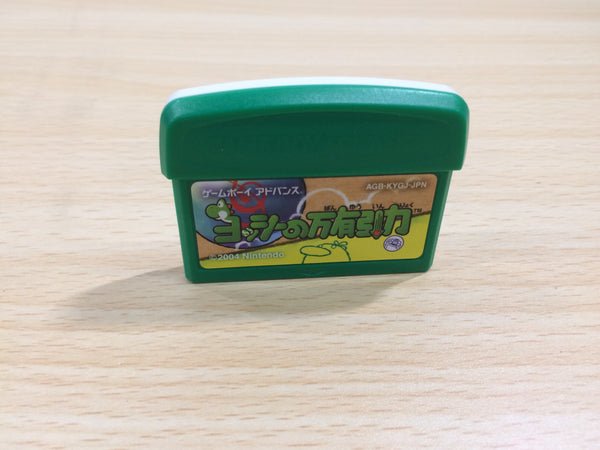 ゲームボーイ アドバンス
AGB-KYGJ-JPN
ばん ゆう いん りょく
ヨッシーの万有引力
TM
©2004 Nintendo